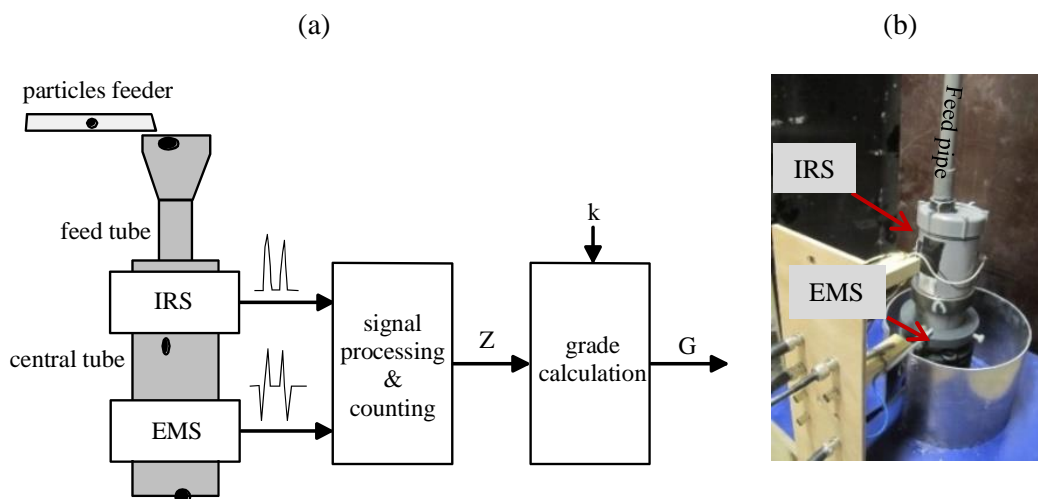 (a)
particles feeder
feed tube
IRS
central tube
EMS
signal
processing
&
counting
Z
k
grade
calculation
G
(b)
Feed pipe
IRS
EMS